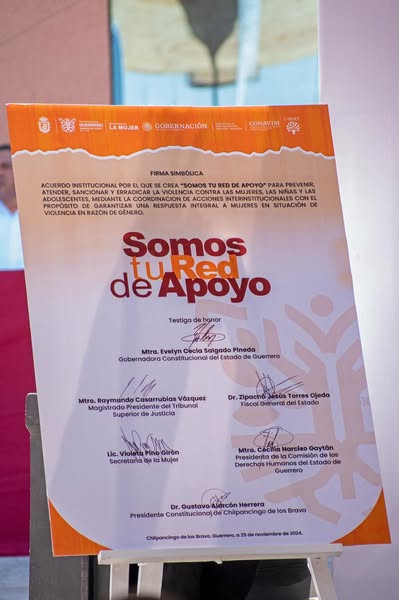 LA MUJER
GOBERNACIÓN
CONAVIM
FIRMA SIMBÓLICA
ACUERDO INSTITUCIONAL POR EL QUE SE CREA "SOMOS TU RED DE APOYO" PARA PREVENIR,
ATENDER, SANCIONAR Y ERRADICAR LA VIOLENCIA CONTRA LAS MUJERES, LAS NIÑAS Y LAS
ADOLESCENTES, MEDIANTE LA COORDINACION DE ACCIONES INTERINSTITUCIONALES CON EL
PROPÓSITO DE GARANTIZAR UNA RESPUESTA INTEGRAL A MUJERES EN SITUACIÓN DE
VIOLENCIA EN RAZÓN DE GÉNERO.
Somos
tu Red
de Apoyo
Testiga de honor
Mtra. Evelyn Cecia Salgado Pineda
Gobernadora Constitucional del Estado de Guerrero
Mtro. Raymundo Casarrubias Vázquez
Magistrado Presidente del Tribunal
Superior de Justicia
Dr. Zipacná Jesús Torres Ojeda
Fiscal General del Estado
Lic. Violeta Pino Girón
Secretaria de la Mujer
Mtra. Cecilia Narciso Gaytán
Presidenta de la Comisión de los
Derechos Humanos del Estado de
Guerrero
Dr. Gustavo Alarcón Herrera
Presidente Constitucional de Chilpancingo de los Bravo
Chilpancingo de los Bravo, Guerrero, a 25 de noviembre de 2024.